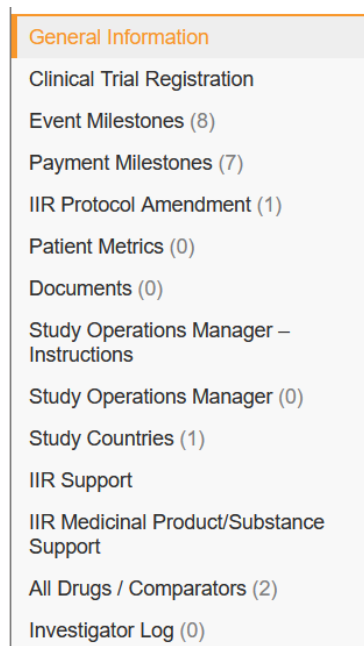 General Information
Clinical Trial Registration
Event Milestones (8)
Payment Milestones (7)
IIR Protocol Amendment (1)
Patient Metrics (0)
Documents (0)
Study Operations Manager –
Instructions
Study Operations Manager (0)
Study Countries (1)
IIR Support
IIR Medicinal Product/Substance
Support
All Drugs / Comparators (2)
Investigator Log (0)